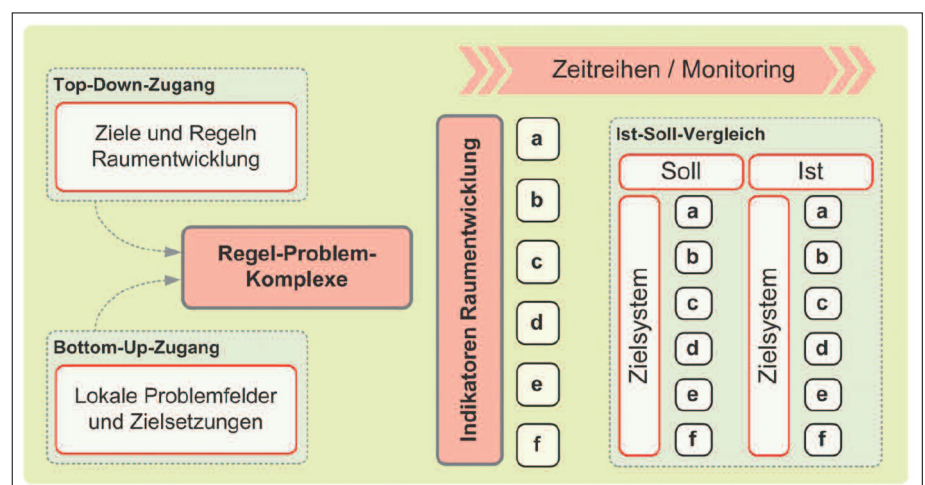 Top-Down-Zugang
Ziele und Regeln
Raumentwicklung
Regel-Problem-
Komplexe
Bottom-Up-Zugang
Lokale Problemfelder
und Zielsetzungen
Zeitreihen / Monitoring
Indikatoren Raumentwicklung
a
b
c
d
e
f
Ist-Soll-Vergleich
Soll
Zielsystem
a
b
c
d
e
f
Ist
Zielsystem
a
b
c
d
e
f